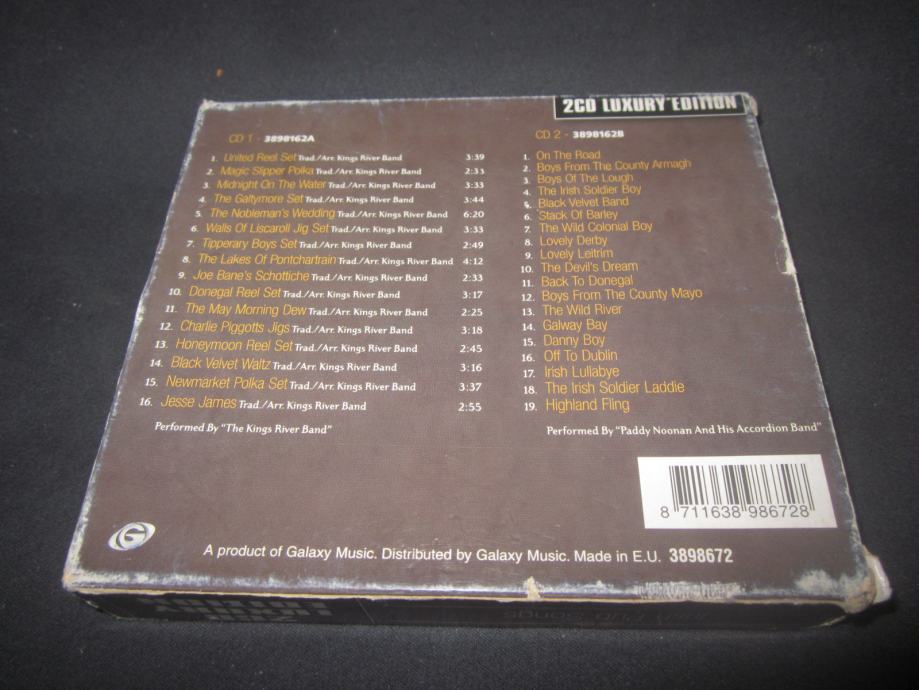 2CD LUXURY EDITION
CD 1 - 3898162A
1. United Reel Set Trad./Arr. Kings River Band 3:39
2. Magic Slipper Polka Trad./Arr. Kings River Band 2:33
3. Midnight On The Water Trad./Arr. Kings River Band 3:33
4. The Galtymore Set Trad./Arr. Kings River Band 3:44
5. The Nobleman's Wedding Trad./Arr. Kings River Band 6:20
6. Walls Of Liscaroll Jig Set Trad./Arr. Kings River Band 3:33
7. Tipperary Boys Set Trad./Arr. Kings River Band 2:49
8. The Lakes Of Pontchartrain Trad./Arr. Kings River Band 4:12
9. Joe Bane's Schottiche Trad./Arr. Kings River Band 2:33
10. Donegal Reel Set Trad./Arr. Kings River Band 3:17
11. The May Morning Dew Trad./Arr. Kings River Band 2:25
12. Charlie Piggotts Jigs Trad./Arr. Kings River Band 3:18
13. Honeymoon Reel Set Trad./Arr. Kings River Band 2:45
14. Black Velvet Waltz Trad./Arr. Kings River Band 3:16
15. Newmarket Polka Set Trad./Arr. Kings River Band 3:37
16. Jesse James Trad./Arr. Kings River Band 2:55
Performed By "The Kings River Band"
CD 2 - 3898162B
1. On The Road
2. Boys From The County Armagh
3. Boys Of The Lough
4. The Irish Soldier Boy
5. Black Velvet Band
6. Stack Of Barley
7. The Wild Colonial Boy
8. Lovely Derby
9. Lovely Leitrim
10. The Devil's Dream
11. Back To Donegal
12. Boys From The County Mayo
13. The Wild River
14. Galway Bay
15. Danny Boy
16. Off To Dublin
17. Irish Lullabye
18. The Irish Soldier Laddie
19. Highland Fling
Performed By "Paddy Noonan And His Accordion Band"
8 711638 986728
G
A product of Galaxy Music. Distributed by Galaxy Music. Made in E.U. 3898672